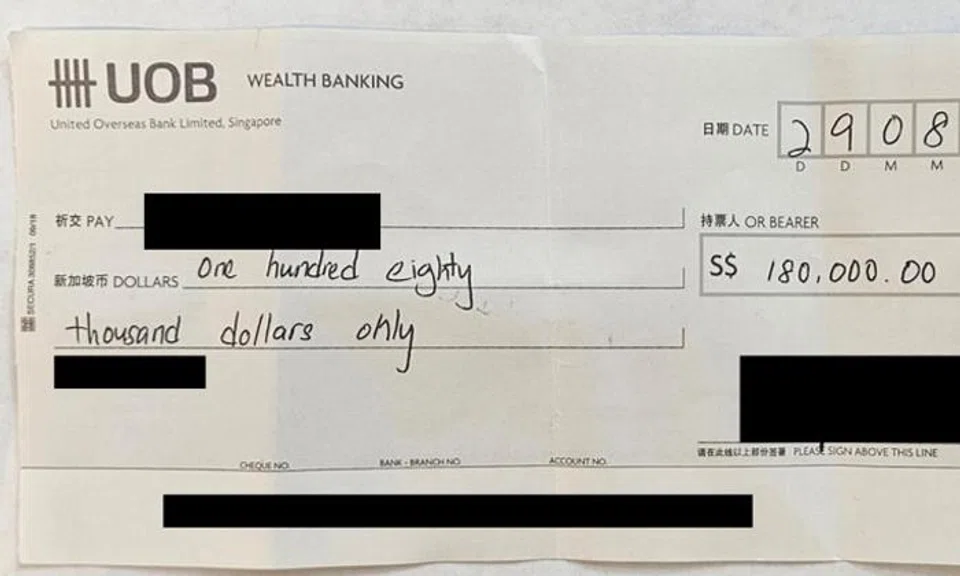 UOB WEALTH BANKING
United Overseas Bank Limited, Singapore
日期 DATE 2 9 0 8
D D M M
祈交 PAY
持票人 OR BEARER
新加坡币 DOLLARS One hundred eighty
S$ 180,000.00
thousand dollars only
请在此线以上部份签署 PLEASE SIGN ABOVE THIS LINE
CHEQUE NO. BANK - BRANCH NO. ACCOUNT NO.